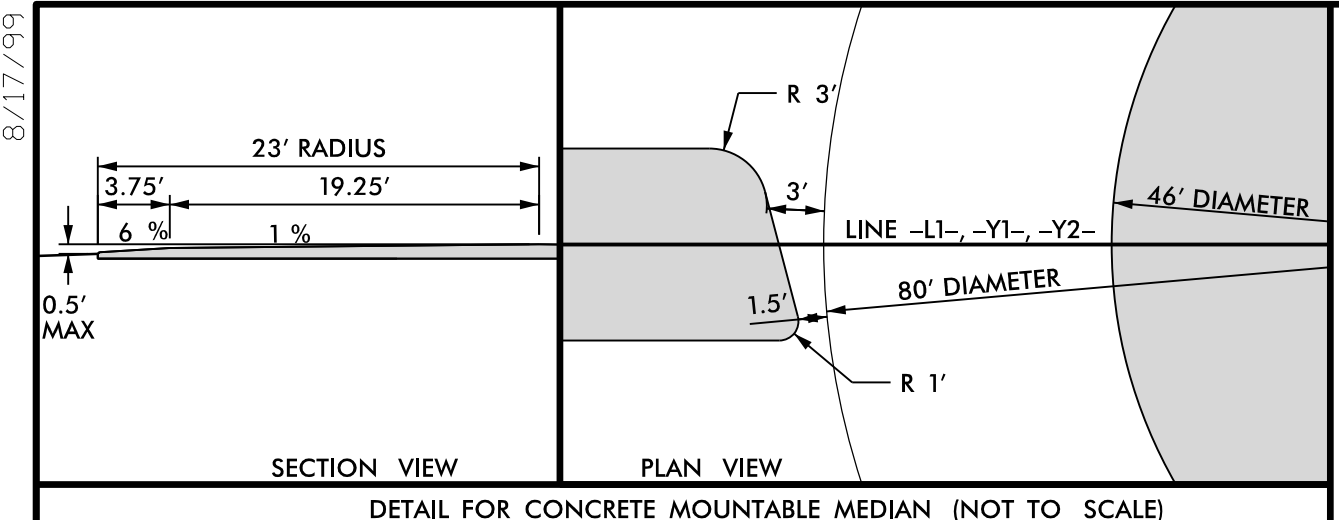 8/17/99
23' RADIUS
3.75'
19.25'
6 %
1 %
0.5'
MAX
SECTION VIEW
R 3'
3'
46' DIAMETER
LINE –L1–, –Y1–, –Y2–
80' DIAMETER
1.5'
R 1'
PLAN VIEW
DETAIL FOR CONCRETE MOUNTABLE MEDIAN (NOT TO SCALE)